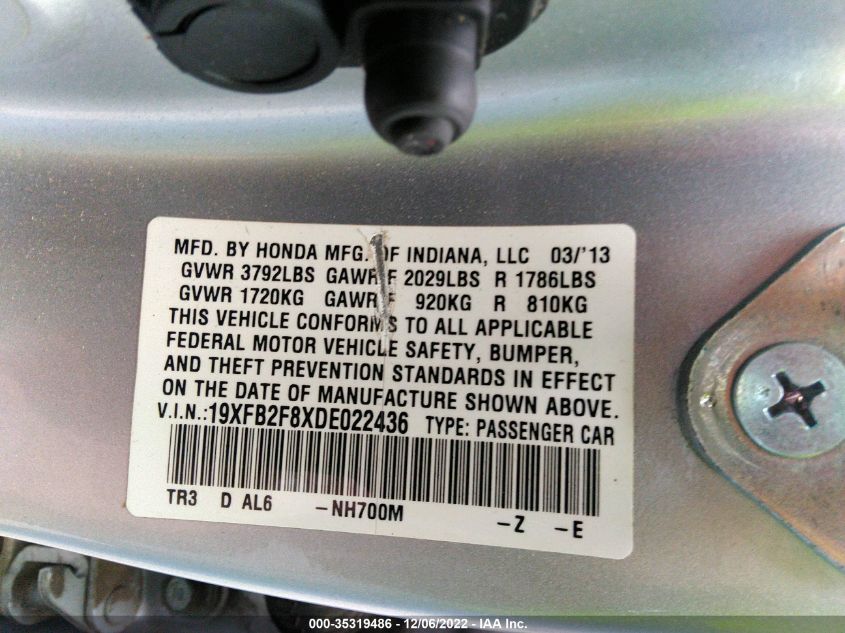 MFD. BY HONDA MFG. OF INDIANA, LLC 03/'13
GVWR 3792LBS GAWR F 2029LBS R 1786LBS
GVWR 1720KG GAWR F 920KG R 810KG
THIS VEHICLE CONFORMS TO ALL APPLICABLE
FEDERAL MOTOR VEHICLE SAFETY, BUMPER,
AND THEFT PREVENTION STANDARDS IN EFFECT
ON THE DATE OF MANUFACTURE SHOWN ABOVE.
V.I.N.:19XFB2F8XDE022436 TYPE: PASSENGER CAR
TR3 D AL6 -NH700M -Z -E
000-35319486 - 12/06/2022 - IAA Inc.